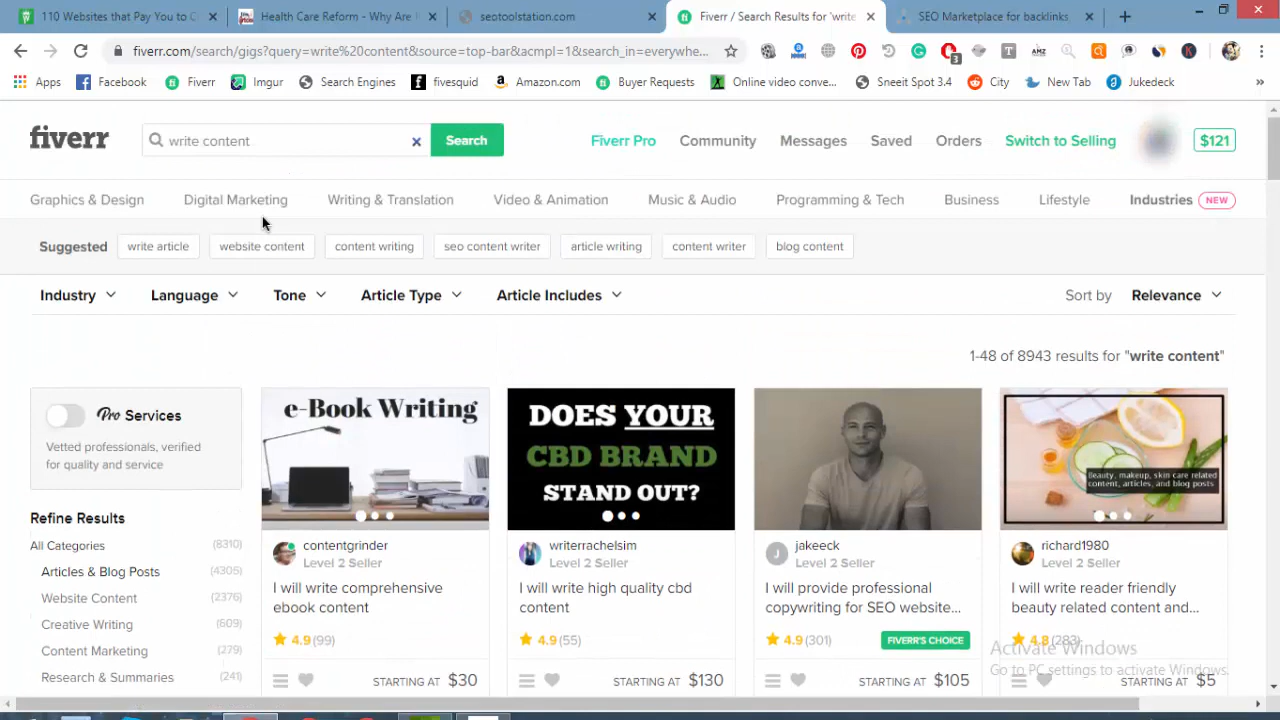 110 Websites that Pay You to C
Health Care Reform - Why Are
seotoolstation.com
Fiverr / Search Results for 'write
SEO Marketplace for backlinks
fiverr.com/search/gigs?query=write%20content&source=top-bar&acmpl=1&search_in=everywhe...
3
AMZ
Apps
Facebook
Fiverr
Imgur
Search Engines
fivesquid
Amazon.com
Buyer Requests
Online video conve...
Sneeit Spot 3.4
City
New Tab
Jukedeck
»
fiverr
write content
Search
Fiverr Pro
Community
Messages
Saved
Orders
Switch to Selling
$121
Graphics & Design
Digital Marketing
Writing & Translation
Video & Animation
Music & Audio
Programming & Tech
Business
Lifestyle
Industries NEW
Suggested
write article
website content
content writing
seo content writer
article writing
content writer
blog content
Industry
Language
Tone
Article Type
Article Includes
Sort by Relevance
1-48 of 8943 results for "write content"
Pro Services
Vetted professionals, verified
for quality and service
Refine Results
All Categories (8310)
Articles & Blog Posts (4305)
Website Content (2376)
Creative Writing (609)
Content Marketing (279)
Research & Summaries (241)
e-Book Writing
contentgrinder
Level 2 Seller
I will write comprehensive
ebook content
4.9 (99)
STARTING AT $30
DOES YOUR
CBD BRAND
STAND OUT?
writerrachelsim
Level 2 Seller
I will write high quality cbd
content
4.9 (55)
STARTING AT $130
J
jakeeck
Level 2 Seller
I will provide professional
copywriting for SEO website...
4.9 (301)
FIVERR'S CHOICE
STARTING AT $105
Beauty, makeup, skin care related
content, articles, and blog posts
richard1980
Level 2 Seller
I will write reader friendly
beauty related content and...
4.8 (283)
STARTING AT $5
Activate Windows
Go to PC settings to activate Windows.